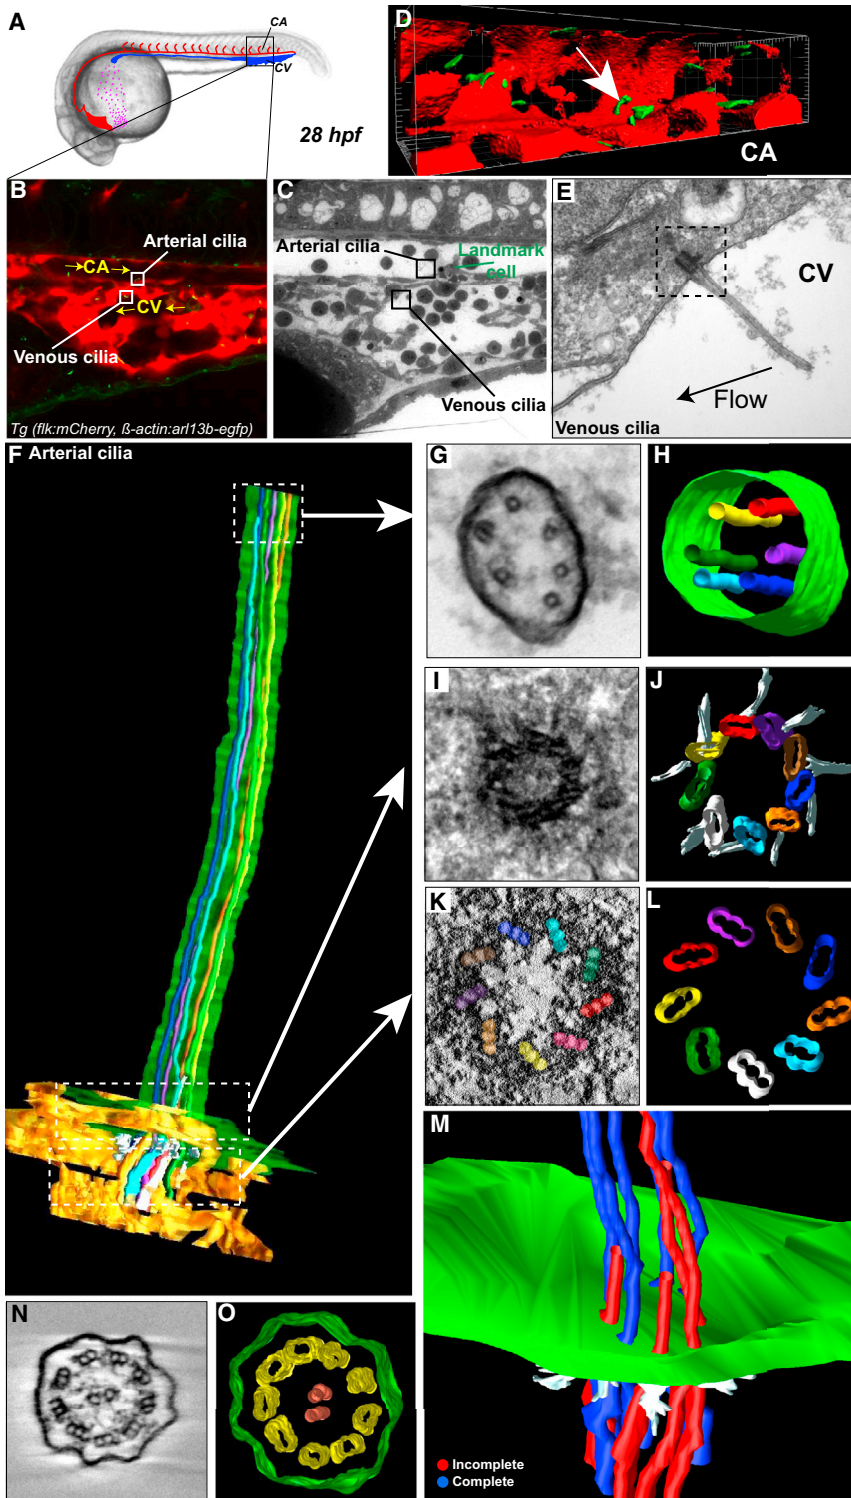 A
CA
CV
28 hpf
D
CA
B
Arterial cilia
CA
CV
Venous cilia
Tg (flk:mCherry, ß-actin:arl13b-egfp)
C
Arterial cilia
Landmark
cell
Venous cilia
E
CV
Flow
Venous cilia
F Arterial cilia
G
H
I
J
K
L
M
Incomplete
Complete
N
O